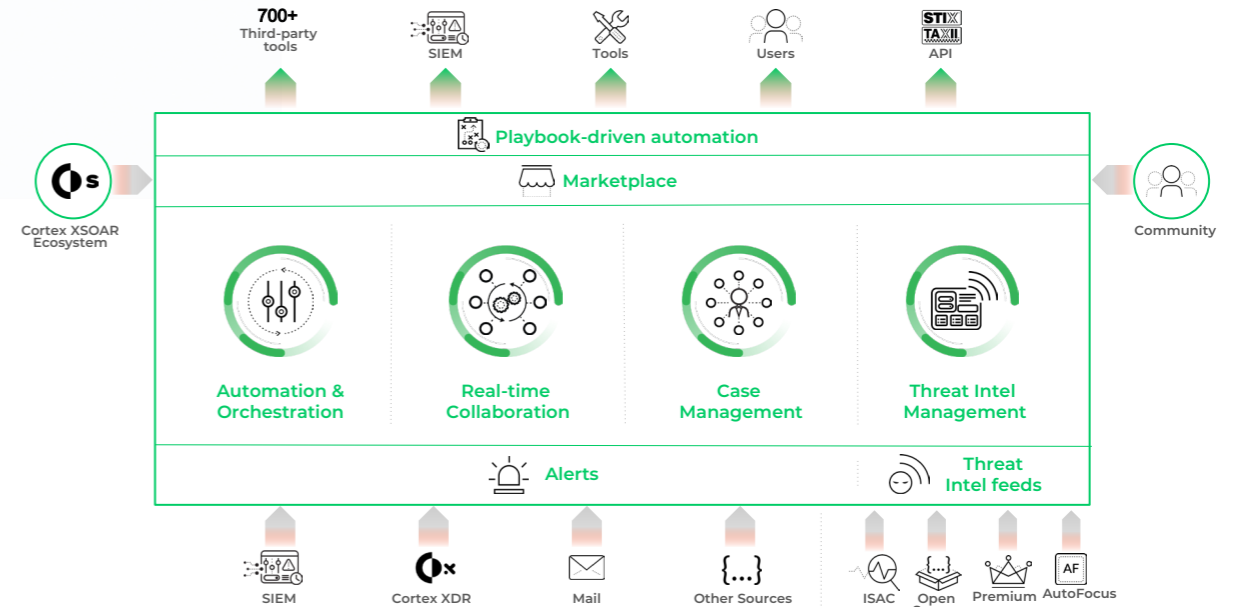 700+
Third-party
tools
SIEM
Tools
Users
STIX
TAXII
API
Playbook-driven automation
Marketplace
S
Cortex XSOAR
Ecosystem
Community
Automation &
Orchestration
Real-time
Collaboration
Case
Management
Threat Intel
Management
Alerts
Threat
Intel feeds
SIEM
x
Cortex XDR
Mail
{...}
Other Sources
ISAC
{...}
Open
Premium
AF
AutoFocus